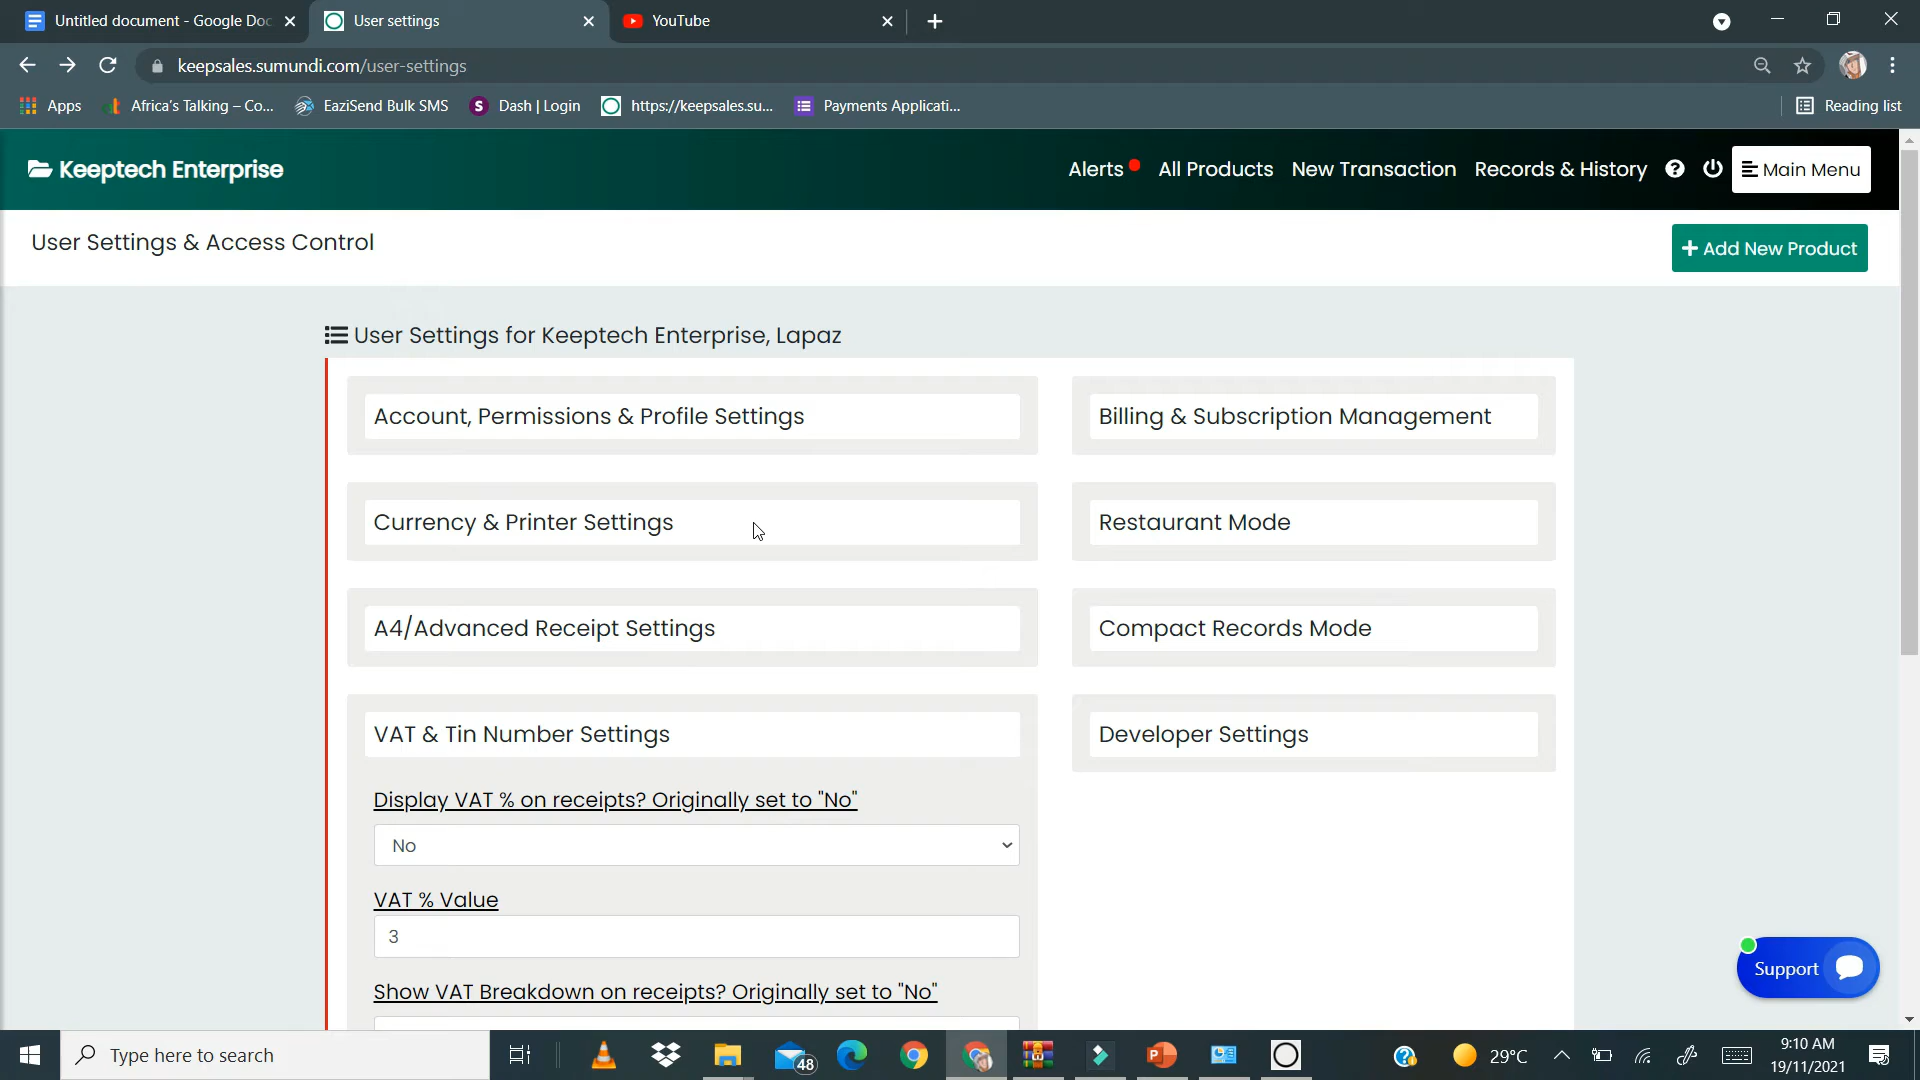 Untitled document - Google Doc
User settings
YouTube
keepsales.sumundi.com/user-settings
Apps
Africa's Talking – Co...
EaziSend Bulk SMS
Dash | Login
https://keepsales.su...
Payments Applicati...
Reading list
Keeptech Enterprise
Alerts
All Products
New Transaction
Records & History
Main Menu
User Settings & Access Control
+ Add New Product
User Settings for Keeptech Enterprise, Lapaz
Account, Permissions & Profile Settings
Billing & Subscription Management
Currency & Printer Settings
Restaurant Mode
A4/Advanced Receipt Settings
Compact Records Mode
VAT & Tin Number Settings
Developer Settings
Display VAT % on receipts? Originally set to "No"
No
VAT % Value
3
Show VAT Breakdown on receipts? Originally set to "No"
Support
Type here to search
48
29°C
9:10 AM
19/11/2021